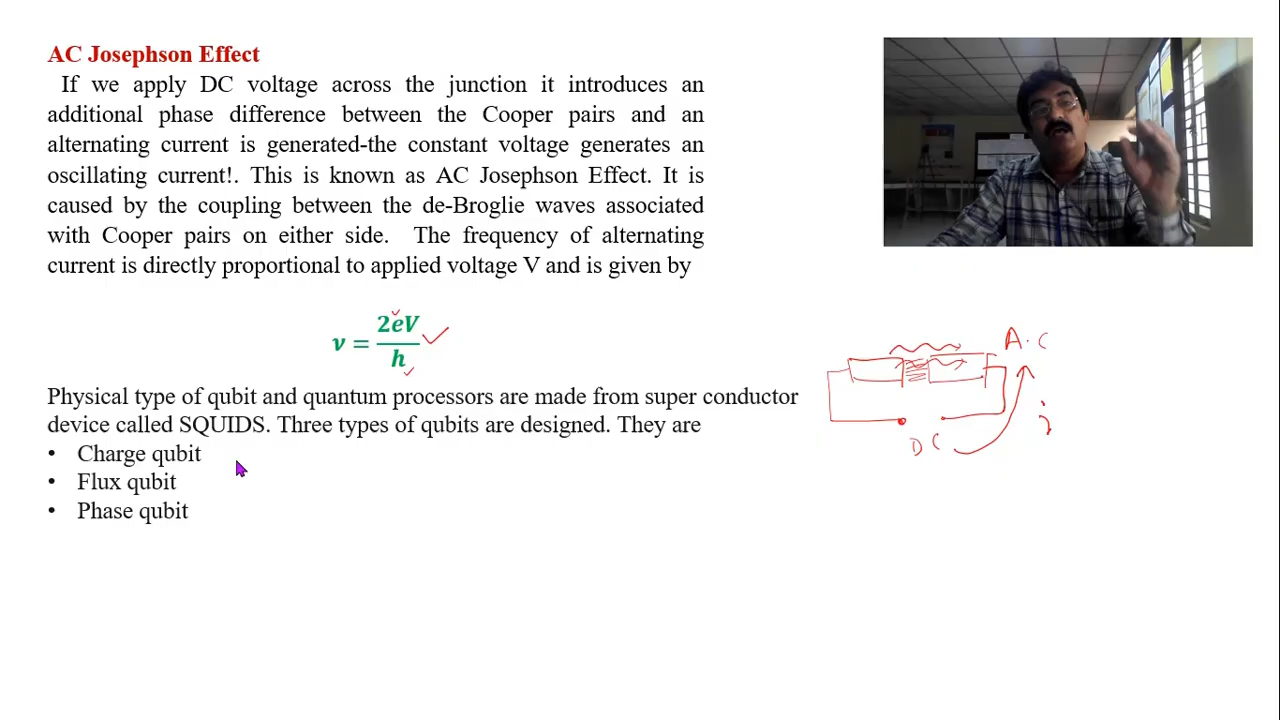 AC Josephson Effect
If we apply DC voltage across the junction it introduces an
additional phase difference between the Cooper pairs and an
alternating current is generated-the constant voltage generates an
oscillating current!. This is known as AC Josephson Effect. It is
caused by the coupling between the de-Broglie waves associated
with Cooper pairs on either side. The frequency of alternating
current is directly proportional to applied voltage V and is given by
ν = 2eV/h
Physical type of qubit and quantum processors are made from super conductor
device called SQUIDS. Three types of qubits are designed. They are
• Charge qubit
• Flux qubit
• Phase qubit
A.C
DC